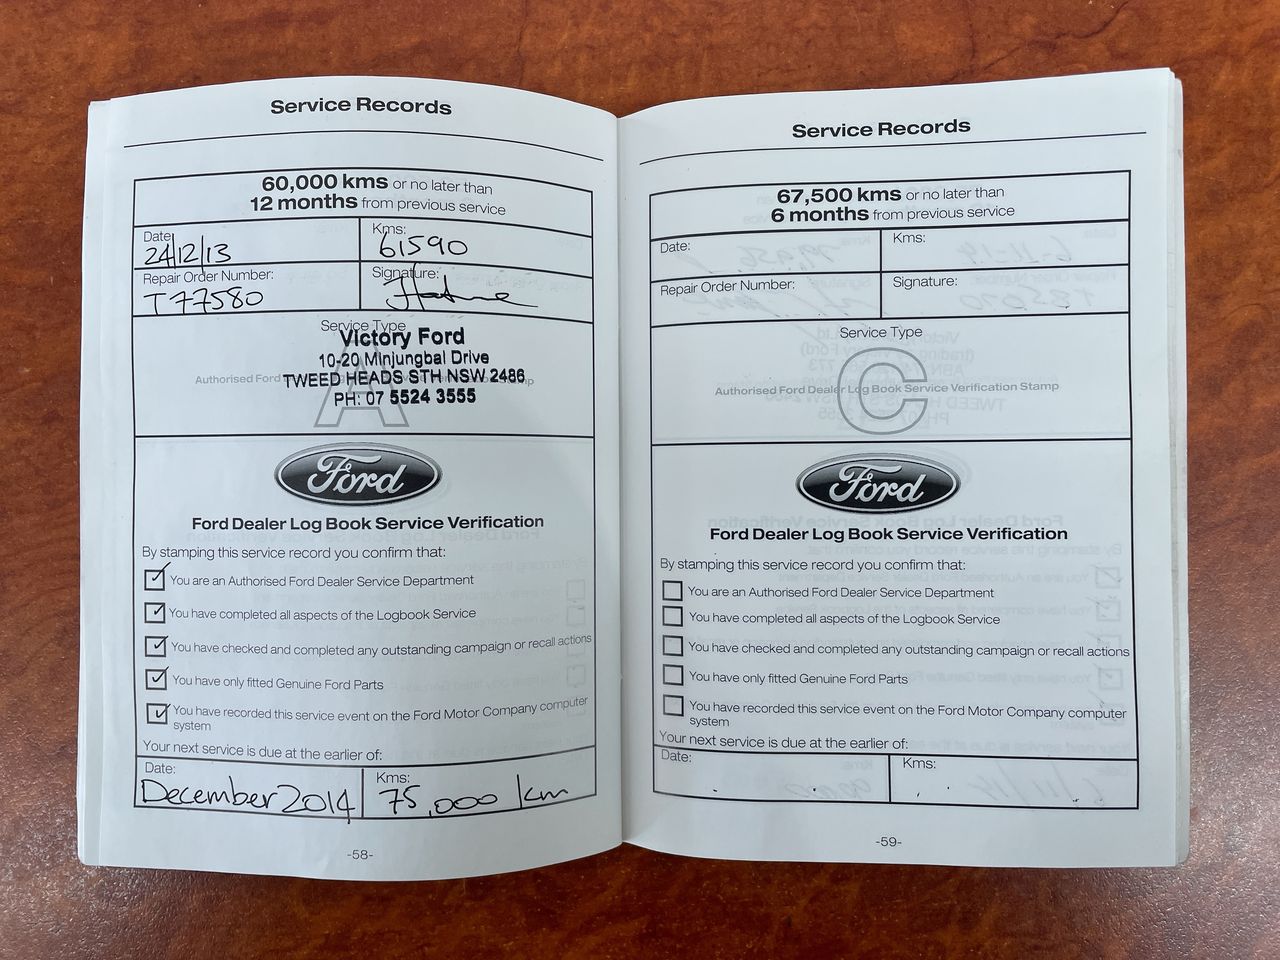 Service Records
60,000 kms or no later than
12 months from previous service
Date:
24/12/13
Kms:
61590
Repair Order Number:
T77580
Signature:
Service Type
A
Authorised Ford
Victory Ford
10-20 Minjungbal Drive
TWEED HEADS STH NSW 2486
PH: 07 5524 3555
Ford
Ford Dealer Log Book Service Verification
By stamping this service record you confirm that:
You are an Authorised Ford Dealer Service Department
You have completed all aspects of the Logbook Service
You have checked and completed any outstanding campaign or recall actions
You have only fitted Genuine Ford Parts
You have recorded this service event on the Ford Motor Company computer
system
Your next service is due at the earlier of:
Date:
December 2014
Kms:
75,000 km
-58-
Service Records
67,500 kms or no later than
6 months from previous service
Date:
Kms:
Repair Order Number:
Signature:
Service Type
C
Authorised Ford Dealer Log Book Service Verification Stamp
Ford
Ford Dealer Log Book Service Verification
By stamping this service record you confirm that:
You are an Authorised Ford Dealer Service Department
You have completed all aspects of the Logbook Service
You have checked and completed any outstanding campaign or recall actions
You have only fitted Genuine Ford Parts
You have recorded this service event on the Ford Motor Company computer
system
Your next service is due at the earlier of:
Date:
Kms:
-59-